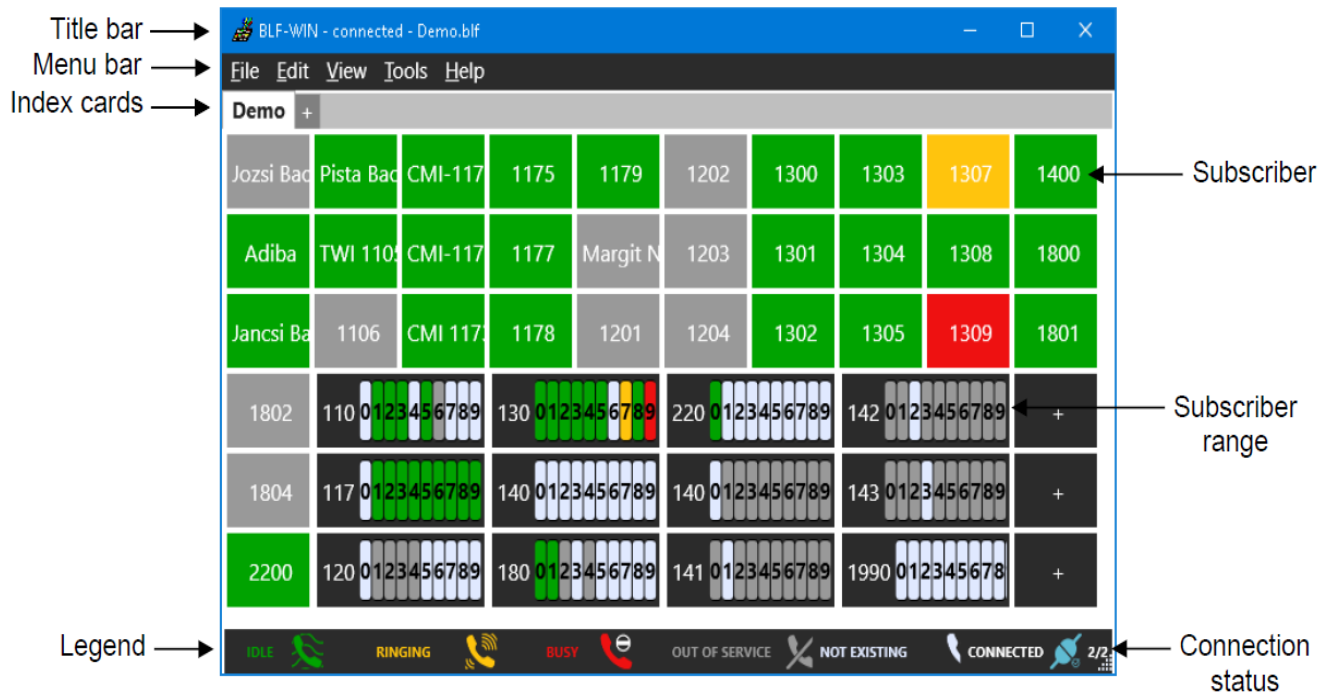 Title bar
BLF-WIN - connected - Demo.blf
Menu bar
File Edit View Tools Help
Index cards
Demo +
Jozsi Bac Pista Bac CMI-117 1175 1179 1202 1300 1303 1307 1400
Subscriber
Adiba TWI 1105 CMI-117 1177 Margit N 1203 1301 1304 1308 1800
Jancsi Ba 1106 CMI 1173 1178 1201 1204 1302 1305 1309 1801
1802 110 0123456789 130 0123456789 220 0123456789 142 0123456789 +
Subscriber
range
1804 117 0123456789 140 0123456789 140 0123456789 143 0123456789 +
2200 120 0123456789 180 0123456789 141 0123456789 1990 012345678 +
Legend
IDLE RINGING BUSY OUT OF SERVICE NOT EXISTING CONNECTED 2/2
Connection
status